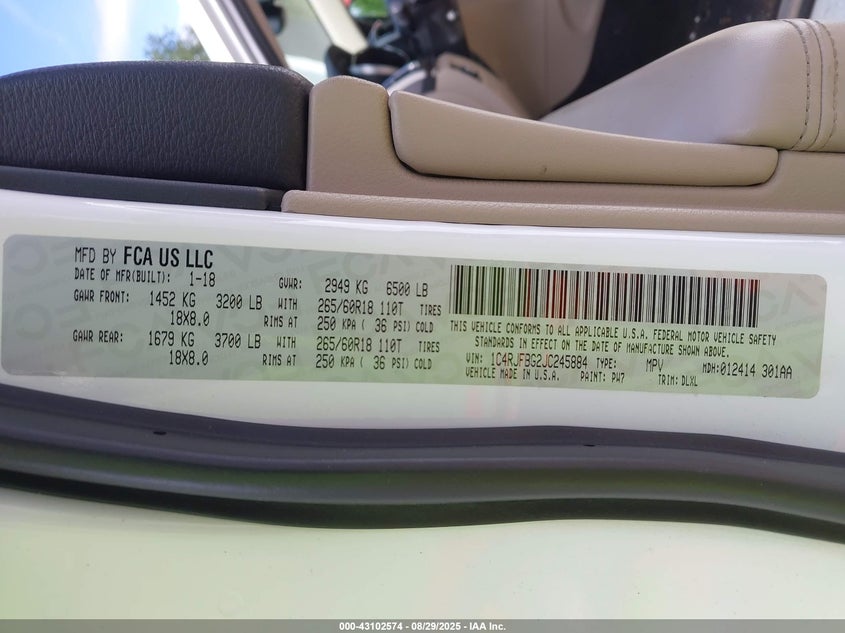 MFD BY FCA US LLC
DATE OF MFR(BUILT): 1-18 GVWR: 2949 KG 6500 LB
GAWR FRONT: 1452 KG 3200 LB WITH 265/60R18 110T TIRES
18X8.0 RIMS AT 250 KPA ( 36 PSI) COLD
GAWR REAR: 1679 KG 3700 LB WITH 265/60R18 110T TIRES
18X8.0 RIMS AT 250 KPA ( 36 PSI) COLD
THIS VEHICLE CONFORMS TO ALL APPLICABLE U.S.A. FEDERAL MOTOR VEHICLE SAFETY
STANDARDS IN EFFECT ON THE DATE OF MANUFACTURE SHOWN ABOVE.
VIN: 1C4RJFBG2JC245884 TYPE: MPV MDH:012414 301AA
VEHICLE MADE IN U.S.A. PAINT: PW7 TRIM: DLXL
000-43102574 - 08/29/2025 - IAA Inc.